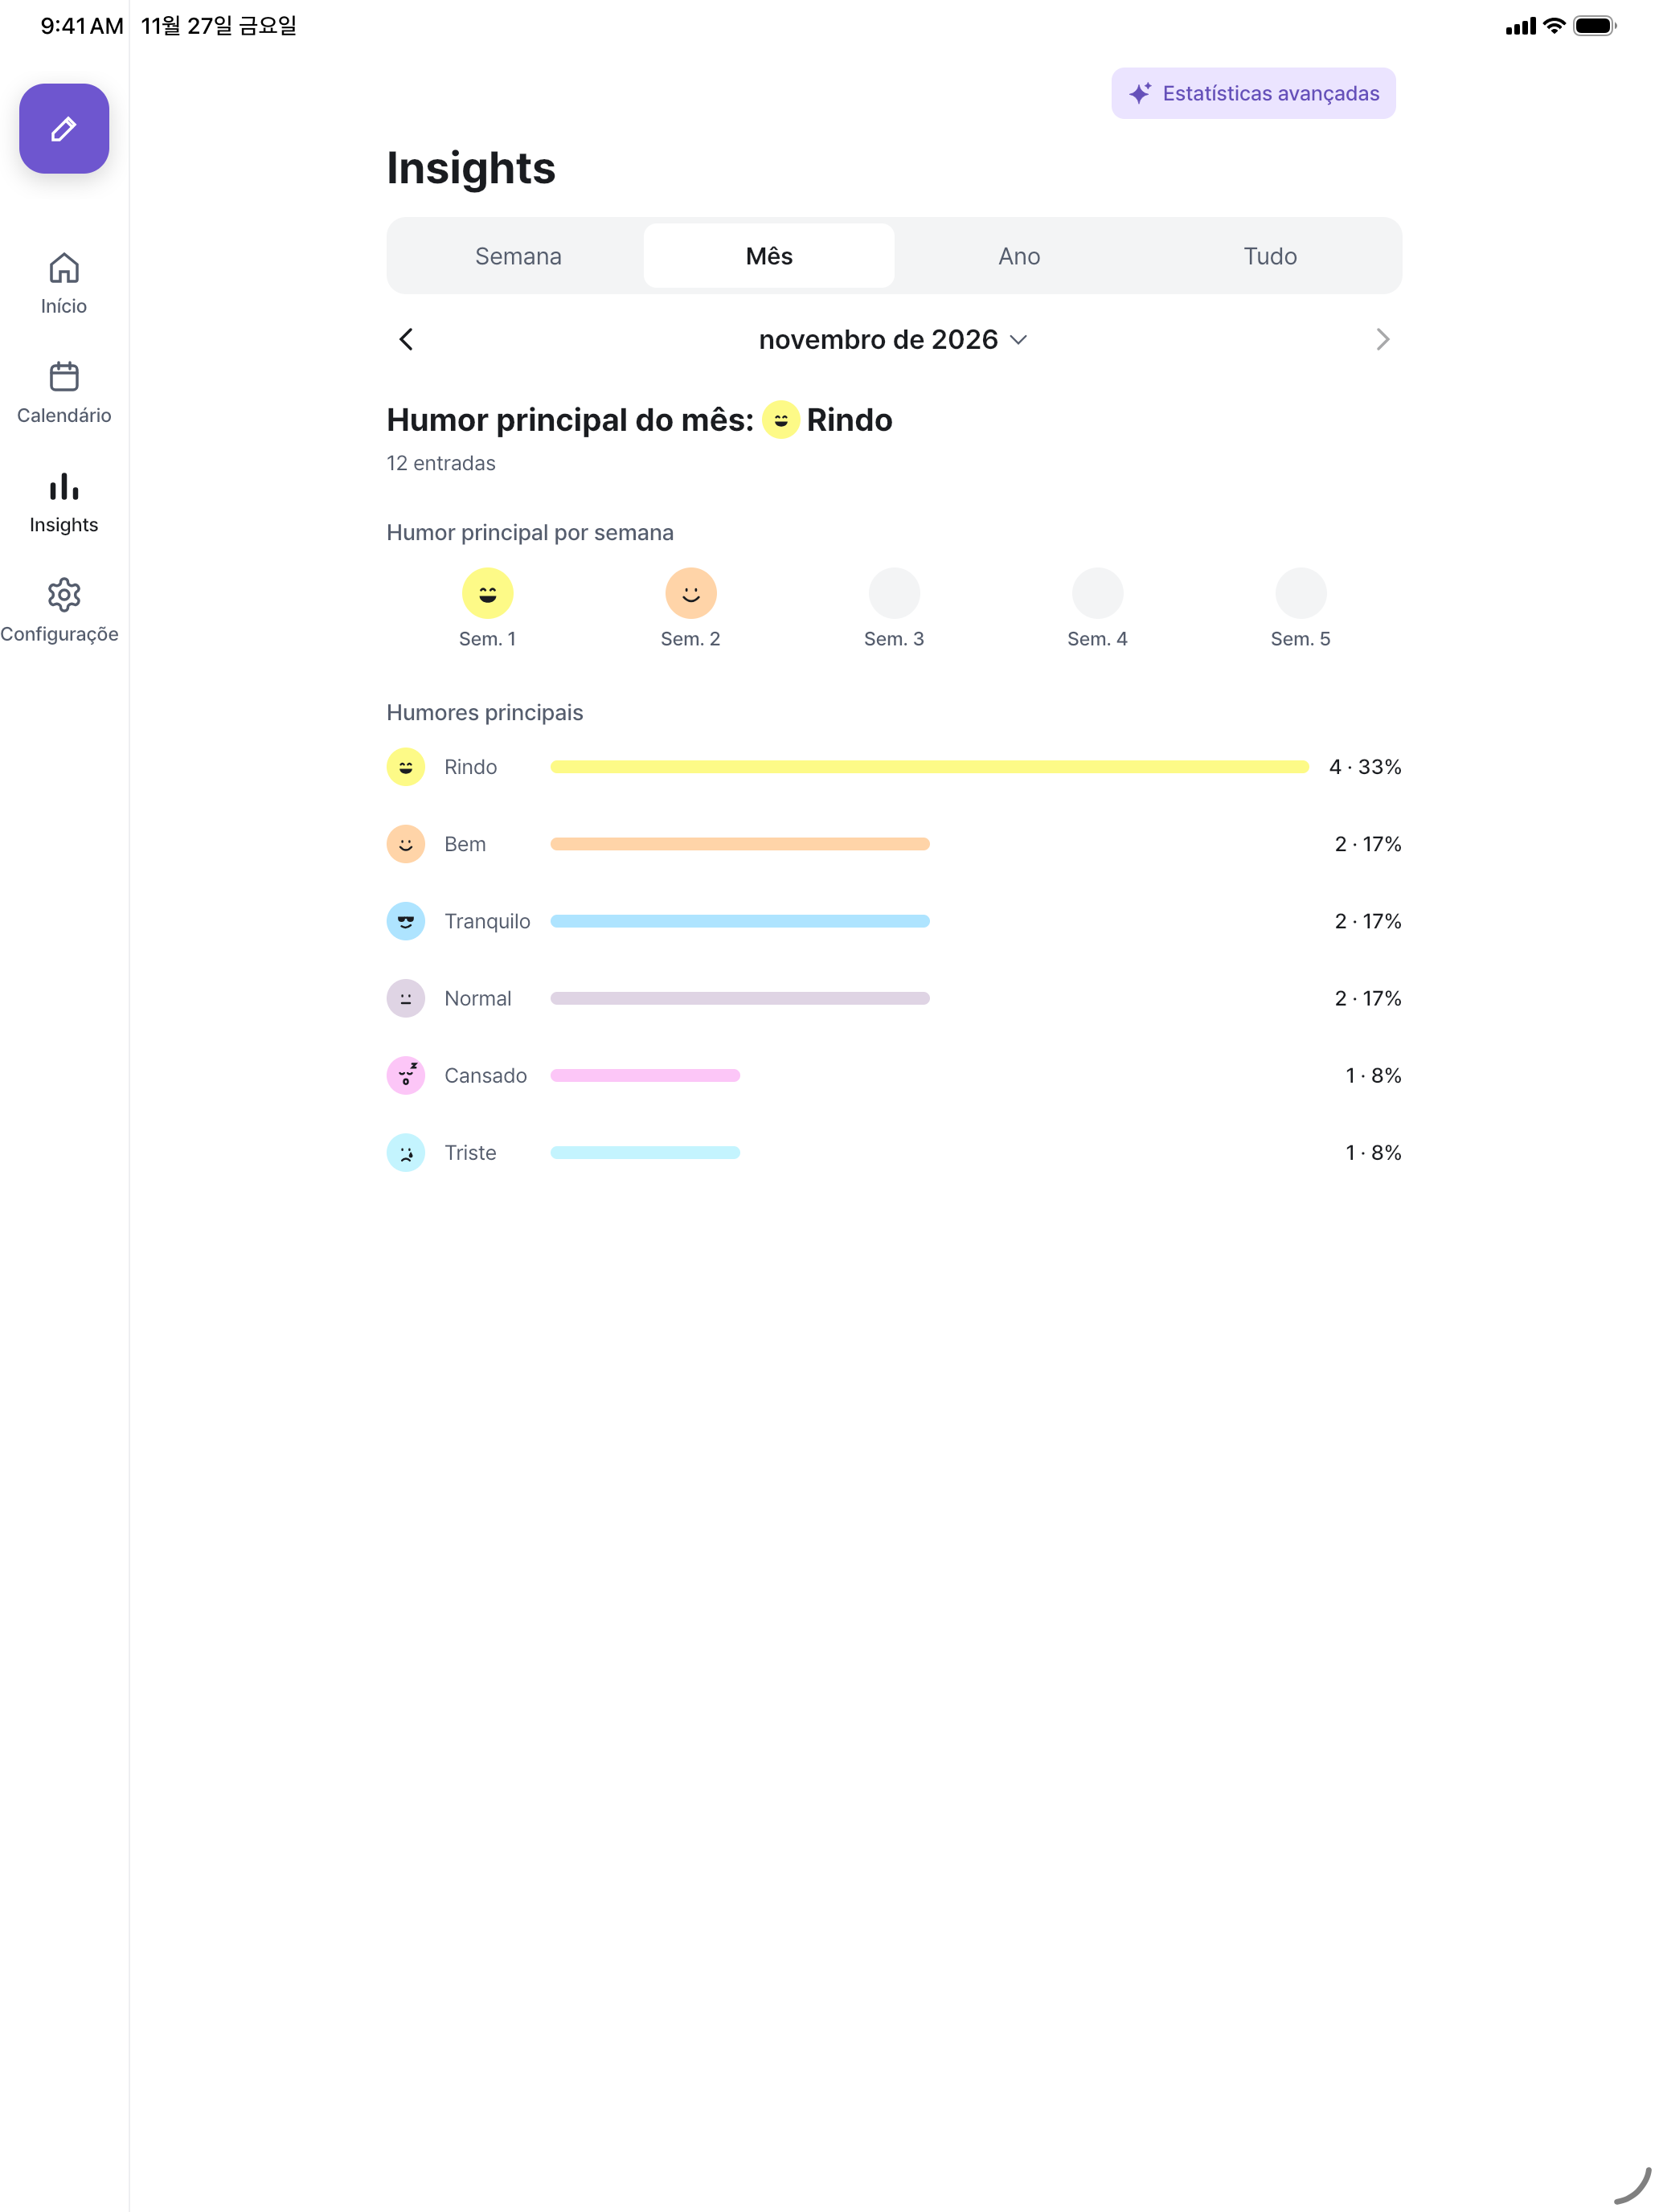 9:41 AM 11월 27일 금요일
Estatísticas avançadas
Início
Calendário
Insights
Configuraçõe
Insights
Semana Mês Ano Tudo
novembro de 2026
Humor principal do mês: Rindo
12 entradas
Humor principal por semana
Sem. 1 Sem. 2 Sem. 3 Sem. 4 Sem. 5
Humores principais
Rindo 4 · 33%
Bem 2 · 17%
Tranquilo 2 · 17%
Normal 2 · 17%
Cansado 1 · 8%
Triste 1 · 8%